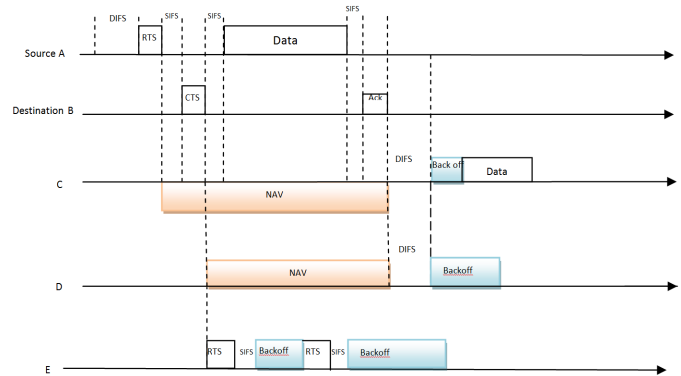 SIFS
DIFS SIFS SIFS
RTS
Data
Source A
CTS
Ack
Destination B
DIFS
Back off
Data
C
NAV
DIFS
NAV
Backoff
D
RTS SIFS Backoff RTS SIFS Backoff
E